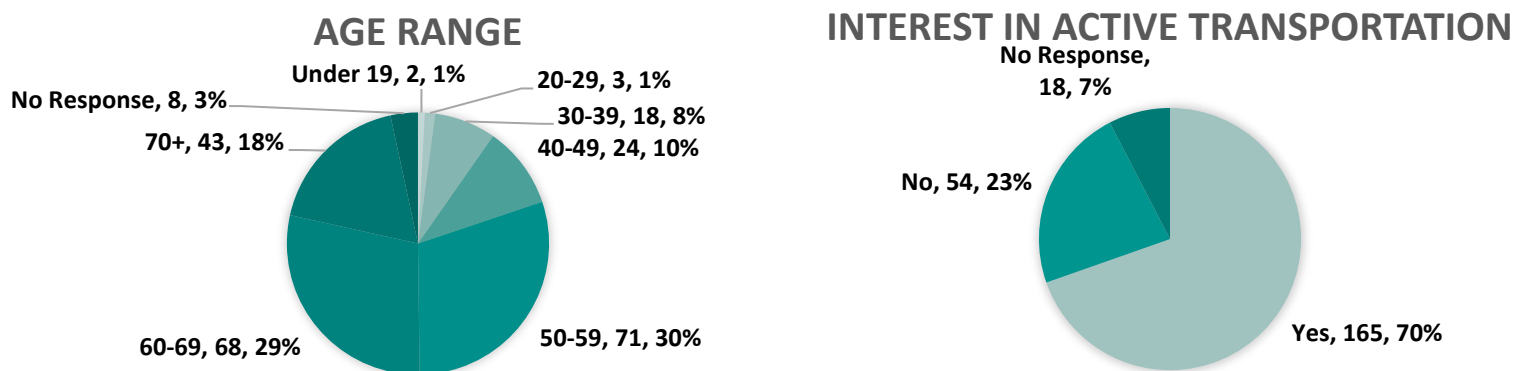 AGE RANGE
Under 19, 2, 1%
20-29, 3, 1%
No Response, 8, 3%
30-39, 18, 8%
70+, 43, 18%
40-49, 24, 10%
60-69, 68, 29%
50-59, 71, 30%
INTEREST IN ACTIVE TRANSPORTATION
No Response,
18, 7%
No, 54, 23%
Yes, 165, 70%